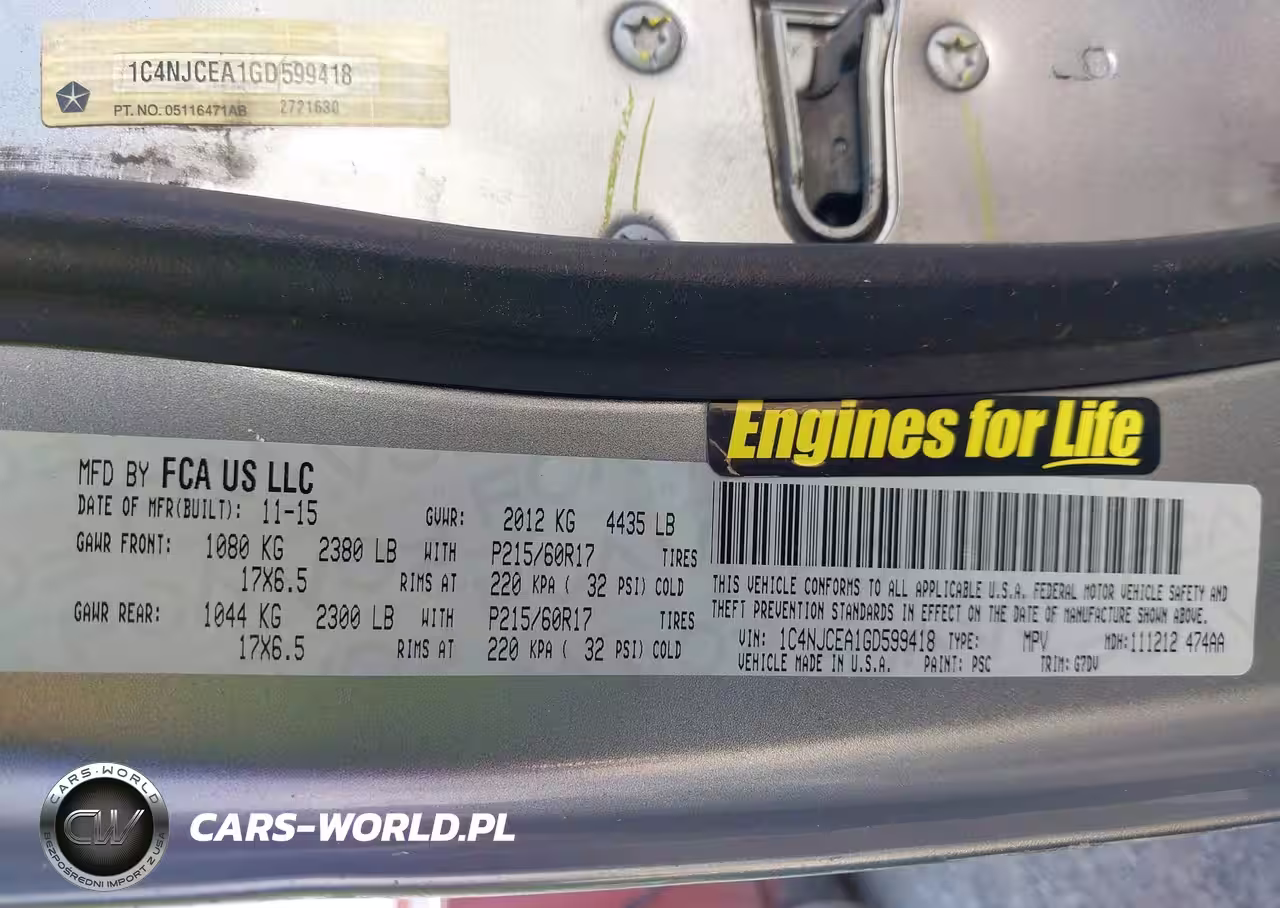 1C4NJCEA1GD599418
PT. NO. 05116471AB 2721630
Engines for Life
MFD BY FCA US LLC
DATE OF MFR(BUILT): 11-15 GVWR: 2012 KG 4435 LB
GAWR FRONT: 1080 KG 2380 LB WITH P215/60R17 TIRES
17X6.5 RIMS AT 220 KPA ( 32 PSI) COLD
GAWR REAR: 1044 KG 2300 LB WITH P215/60R17 TIRES
17X6.5 RIMS AT 220 KPA ( 32 PSI) COLD
THIS VEHICLE CONFORMS TO ALL APPLICABLE U.S.A. FEDERAL MOTOR VEHICLE SAFETY AND
THEFT PREVENTION STANDARDS IN EFFECT ON THE DATE OF MANUFACTURE SHOWN ABOVE.
VIN: 1C4NJCEA1GD599418 TYPE: MPV MDH:111212 474AA
VEHICLE MADE IN U.S.A. PAINT: PSC TRIM: G7DV
CARS-WORLD
CW
BEZPOŚREDNI IMPORT Z USA
CARS-WORLD.PL